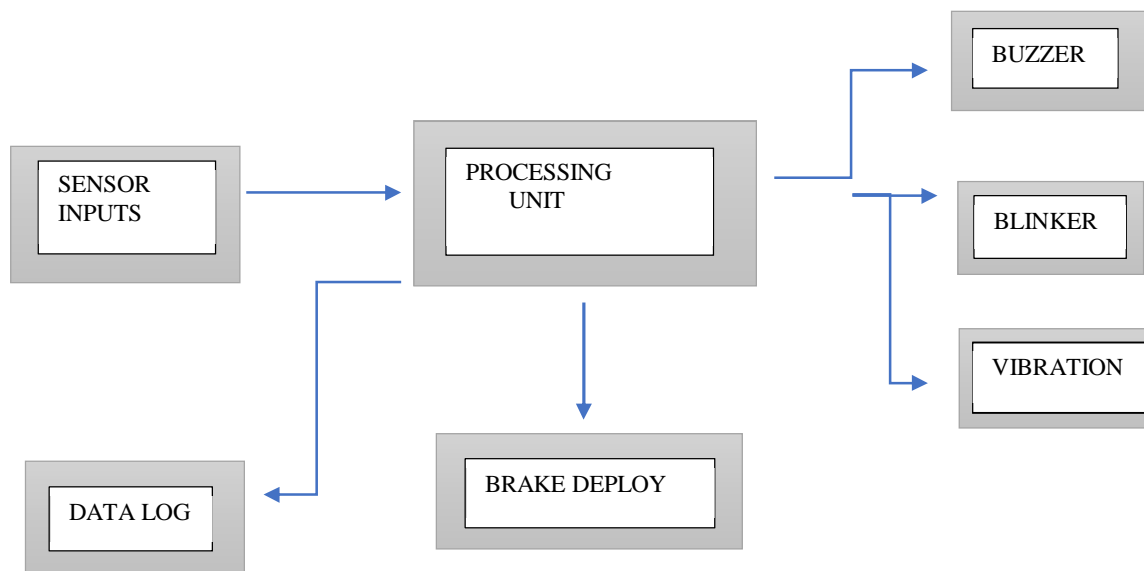 BUZZER
SENSOR
INPUTS
PROCESSING
UNIT
BLINKER
VIBRATION
DATA LOG
BRAKE DEPLOY